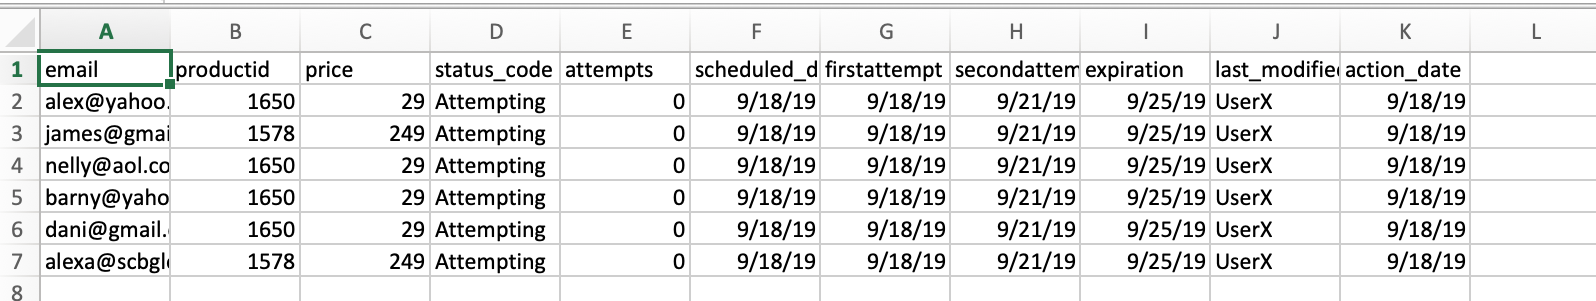 A B C D E F G H I J K L
1 email productid price status_code attempts scheduled_d firstattempt secondattem expiration last_modified action_date
2 alex@yahoo. 1650 29 Attempting 0 9/18/19 9/18/19 9/21/19 9/25/19 UserX 9/18/19
3 james@gmai 1578 249 Attempting 0 9/18/19 9/18/19 9/21/19 9/25/19 UserX 9/18/19
4 nelly@aol.co 1650 29 Attempting 0 9/18/19 9/18/19 9/21/19 9/25/19 UserX 9/18/19
5 barny@yaho 1650 29 Attempting 0 9/18/19 9/18/19 9/21/19 9/25/19 UserX 9/18/19
6 dani@gmail. 1650 29 Attempting 0 9/18/19 9/18/19 9/21/19 9/25/19 UserX 9/18/19
7 alexa@scbgl 1578 249 Attempting 0 9/18/19 9/18/19 9/21/19 9/25/19 UserX 9/18/19
8